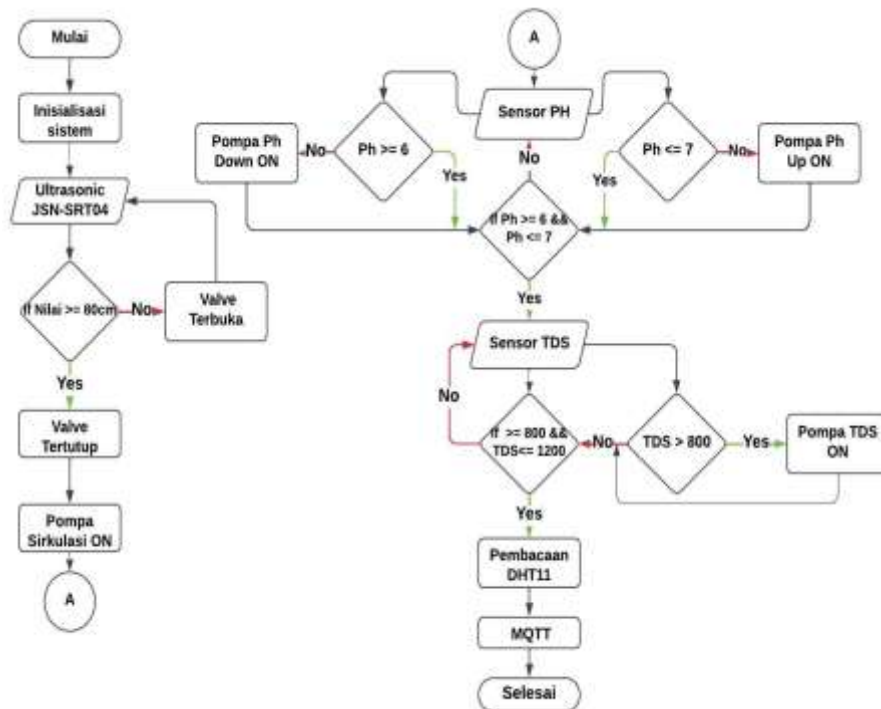 Mulai
Inisialisasi
sistem
Ultrasonic
JSN-SRT04
If Nilai >= 80cm
No
Valve
Terbuka
Yes
Valve
Tertutup
Pompa
Sirkulasi ON
A
A
Sensor PH
Pompa Ph
Down ON
No
Ph >= 6
Yes
No
Ph <= 7
Yes
No
Pompa Ph
Up ON
If Ph >= 6 &&
Ph <= 7
Yes
Sensor TDS
No
If >= 800 &&
TDS<= 1200
No
TDS > 800
Yes
Pompa TDS
ON
Yes
Pembacaan
DHT11
MQTT
Selesai